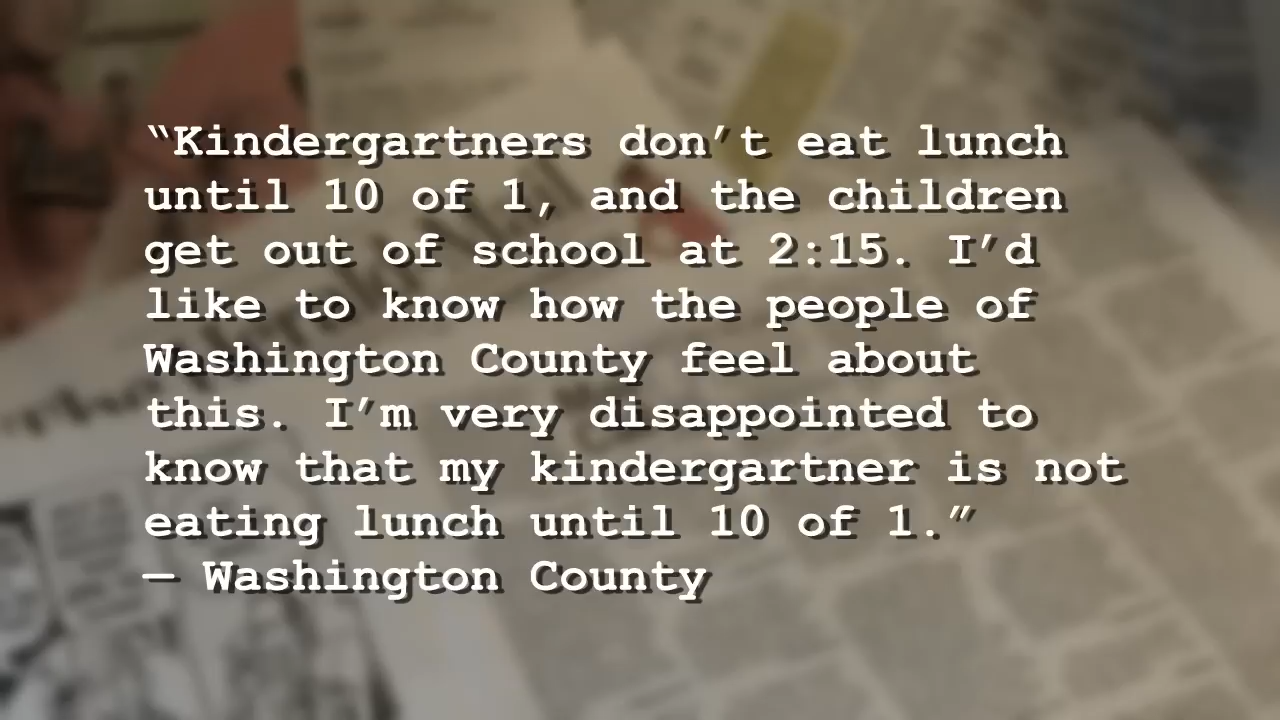 “Kindergartners don’t eat lunch
until 10 of 1, and the children
get out of school at 2:15. I’d
like to know how the people of
Washington County feel about
this. I’m very disappointed to
know that my kindergartner is not
eating lunch until 10 of 1.”
— Washington County